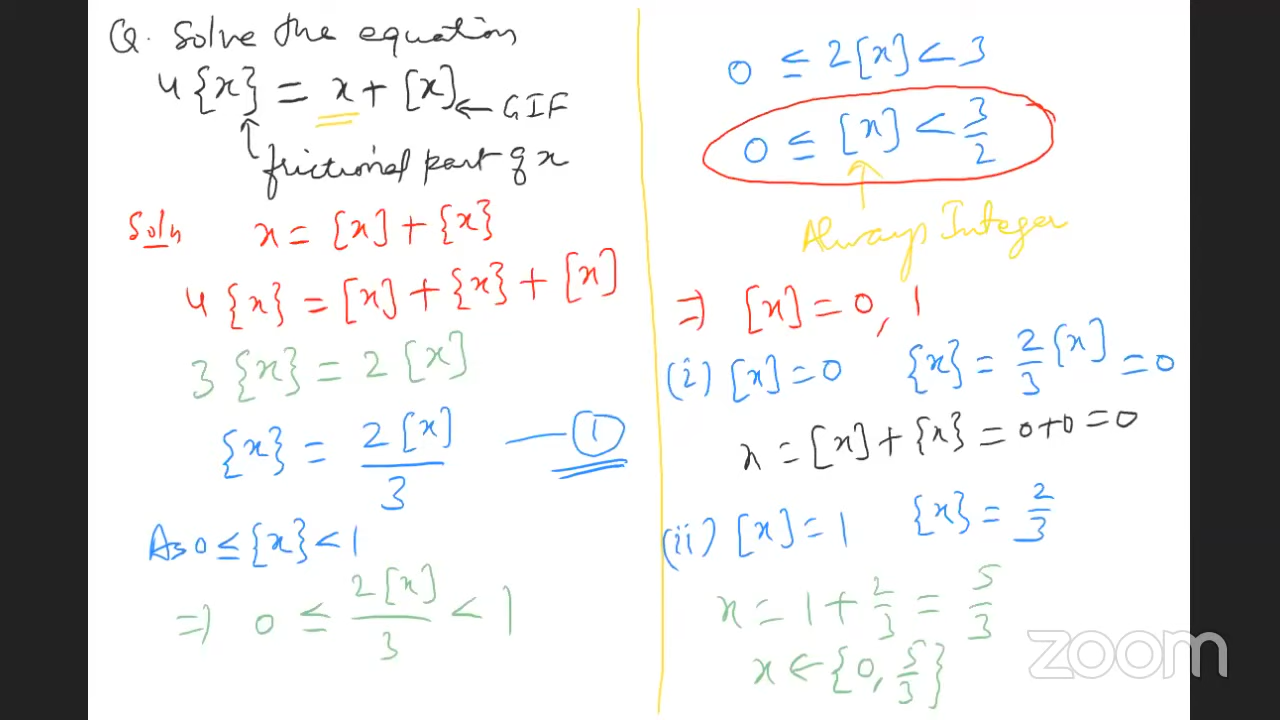 Q. Solve the equation
4{x} = x + [x] ← GIF
frictional part of x
Soln x = [x] + {x}
4{x} = [x] + {x} + [x]
3{x} = 2[x]
{x} = 2[x]/3 — ①
As 0 ≤ {x} < 1
⇒ 0 ≤ 2[x]/3 < 1
0 ≤ 2[x] < 3
0 ≤ [x] < 3/2
Always Integer
⇒ [x] = 0, 1
(i) [x] = 0 {x} = 2/3 [x] = 0
x = [x] + {x} = 0+0 = 0
(ii) [x] = 1 {x} = 2/3
x = 1 + 2/3 = 5/3
x ← {0, 5/3}
zoom